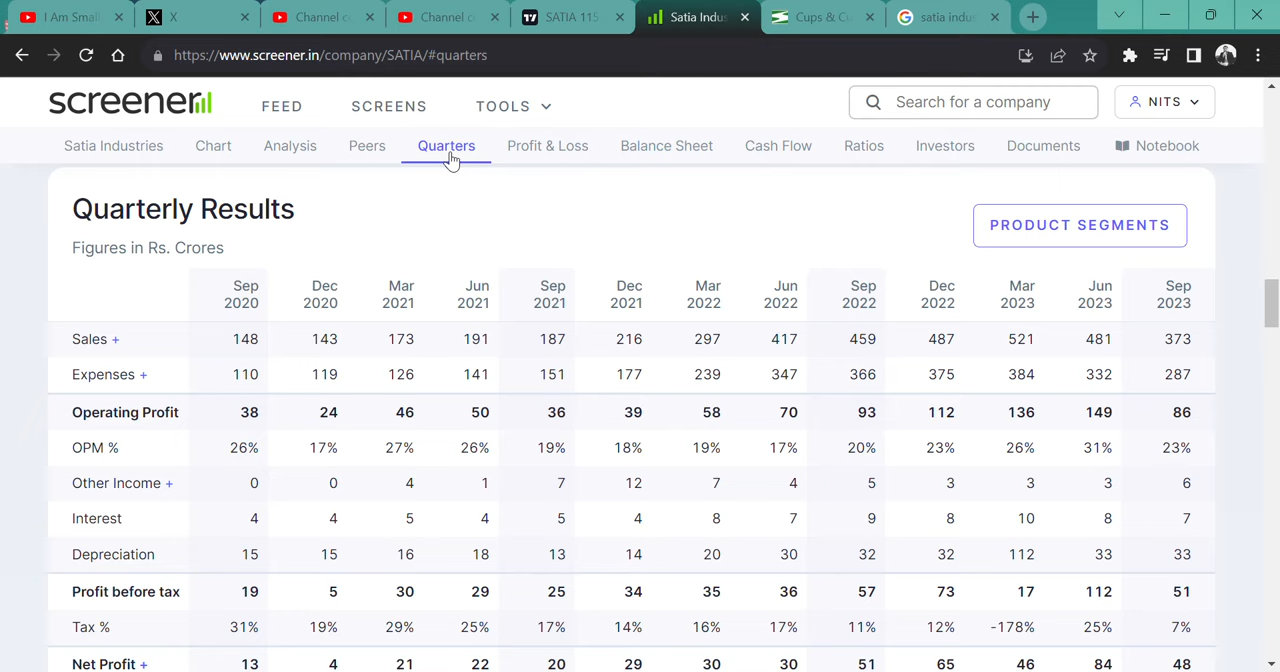 I am Small X Channel c Channel c SATIA 115 Satia Indus Cups & Cu satia indus
https://www.screener.in/company/SATIA/#quarters
screener FEED SCREENS TOOLS Search for a company NITS
Satia Industries Chart Analysis Peers Quarters Profit & Loss Balance Sheet Cash Flow Ratios Investors Documents Notebook
Quarterly Results
PRODUCT SEGMENTS
Figures in Rs. Crores
Sep Dec Mar Jun Sep Dec Mar Jun Sep Dec Mar Jun Sep
2020 2020 2021 2021 2021 2021 2022 2022 2022 2022 2023 2023 2023
Sales + 148 143 173 191 187 216 297 417 459 487 521 481 373
Expenses + 110 119 126 141 151 177 239 347 366 375 384 332 287
Operating Profit 38 24 46 50 36 39 58 70 93 112 136 149 86
OPM % 26% 17% 27% 26% 19% 18% 19% 17% 20% 23% 26% 31% 23%
Other Income + 0 0 4 1 7 12 7 4 5 3 3 3 6
Interest 4 4 5 4 5 4 8 7 9 8 10 8 7
Depreciation 15 15 16 18 13 14 20 30 32 32 112 33 33
Profit before tax 19 5 30 29 25 34 35 36 57 73 17 112 51
Tax % 31% 19% 29% 25% 17% 14% 16% 17% 11% 12% -178% 25% 7%
Net Profit + 13 4 21 22 20 29 30 30 51 65 46 84 48